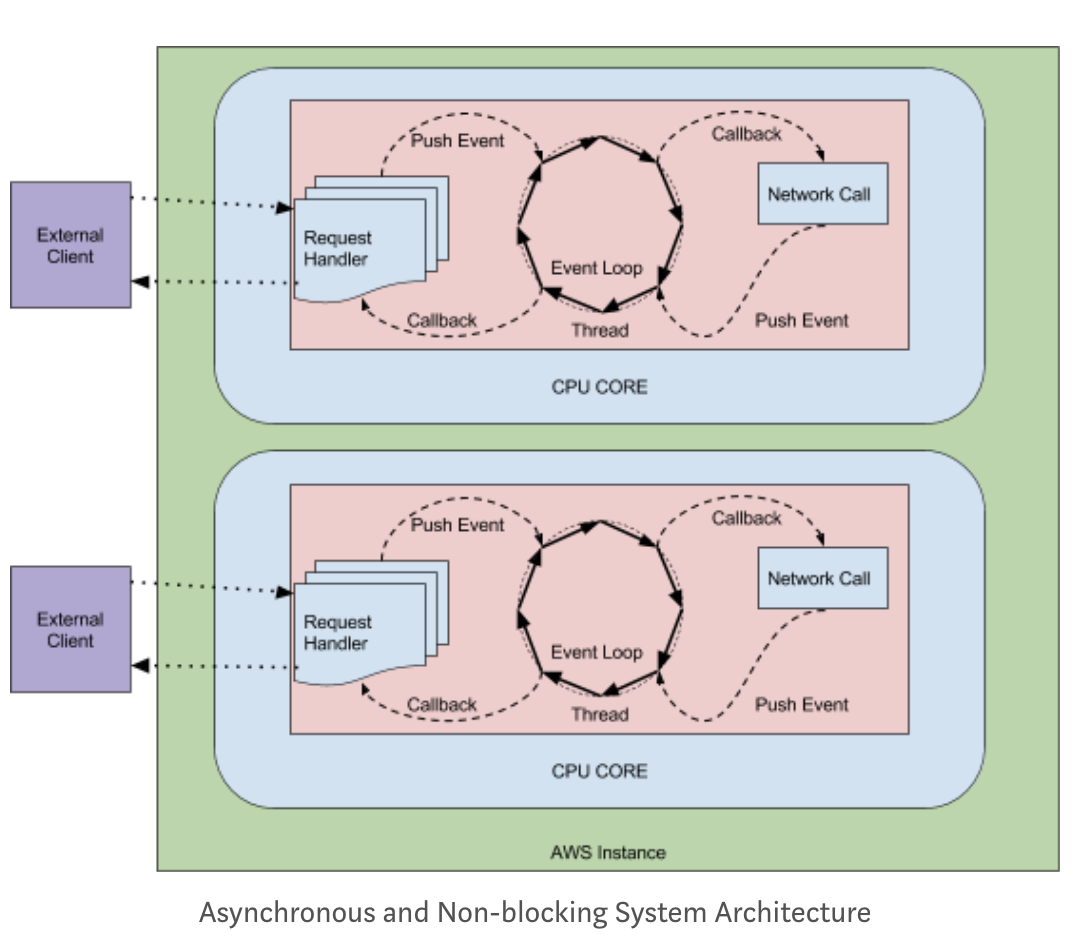 Push Event
Callback
External
Client
Request
Handler
Network Call
Event Loop
Callback
Thread
Push Event
CPU CORE
Push Event
Callback
External
Client
Request
Handler
Network Call
Event Loop
Callback
Thread
Push Event
CPU CORE
AWS Instance
Asynchronous and Non-blocking System Architecture